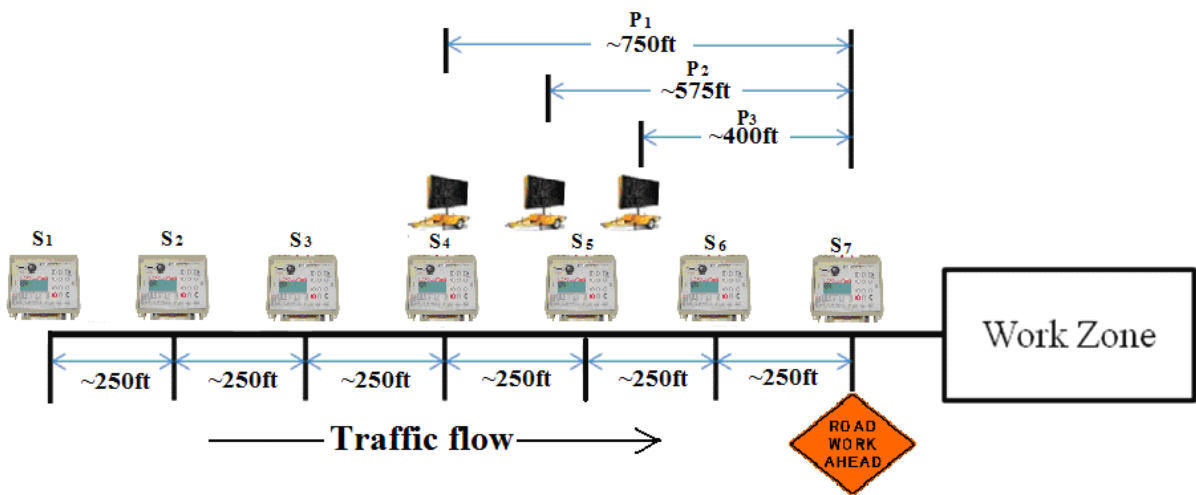 P1
~750ft
P2
~575ft
P3
~400ft
S1 S2 S3 S4 S5 S6 S7
Work Zone
~250ft ~250ft ~250ft ~250ft ~250ft ~250ft
Traffic flow
ROAD
WORK
AHEAD